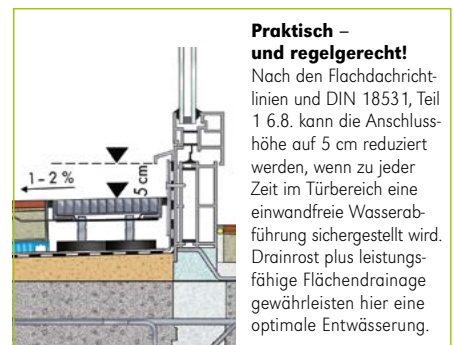 Praktisch –
und regelgerecht!
Nach den Flachdachricht-
linien und DIN 18531, Teil
1 6.8. kann die Anschluss-
höhe auf 5 cm reduziert
werden, wenn zu jeder
Zeit im Türbereich eine
einwandfreie Wasserab-
führung sichergestellt wird.
Drainrost plus leistungs-
fähige Flächendrainage
gewährleisten hier eine
optimale Entwässerung.
1-2 %
5 cm